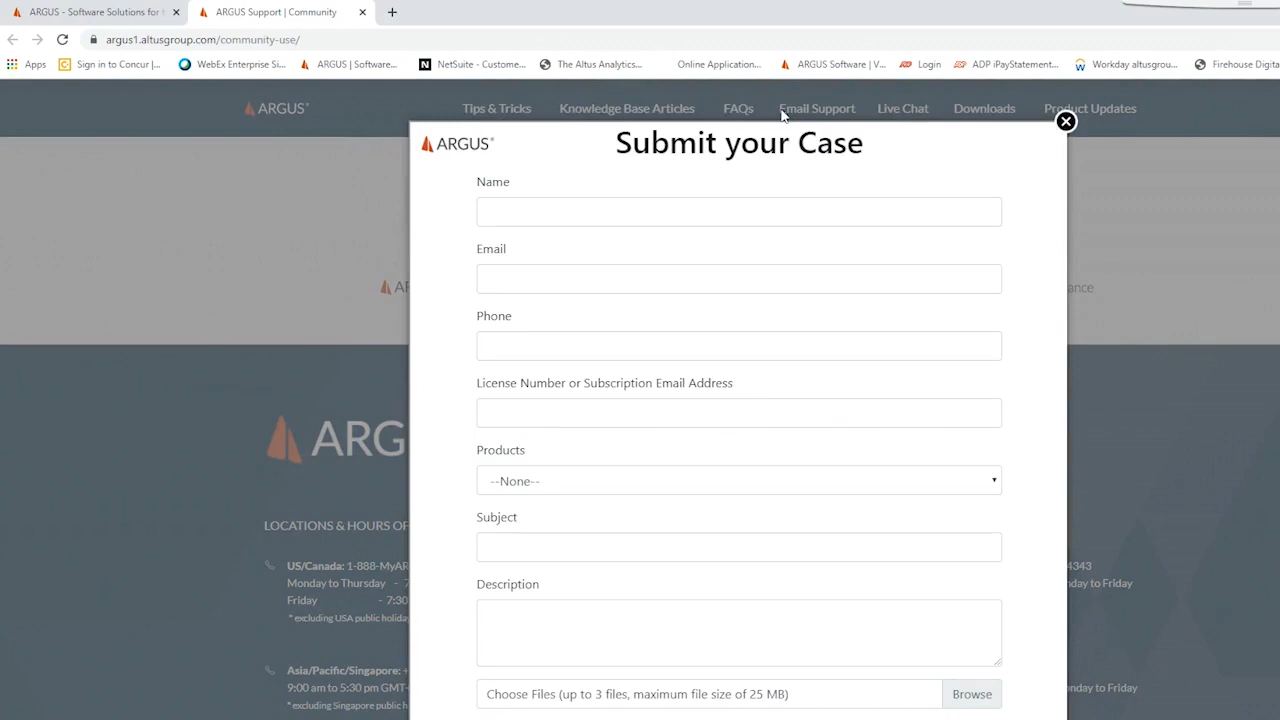 ARGUS - Software Solutions for
ARGUS Support | Community
argus1.altusgroup.com/community-use/
Apps
Sign in to Concur |...
WebEx Enterprise Si...
ARGUS | Software...
NetSuite - Custome...
The Altus Analytics...
Online Application...
ARGUS Software | V...
Login
ADP iPayStatement...
Workday altusgrou...
Firehouse Digita
ARGUS
Tips & Tricks
Knowledge Base Articles
FAQs
Email Support
Live Chat
Downloads
Product Updates
ARGUS
Submit your Case
Name
Email
Phone
License Number or Subscription Email Address
Products
--None--
Subject
Description
Choose Files (up to 3 files, maximum file size of 25 MB)
Browse
AR
ance
ARG
LOCATIONS & HOURS OF
US/Canada: 1-888-MyAR
Monday to Thursday - 7
Friday - 7:30
* excluding USA public holida
4343
nday to Friday
Asia/Pacific/Singapore: +
9:00 am to 5:30 pm GMT-
* excluding Singapore public h
nday to Friday